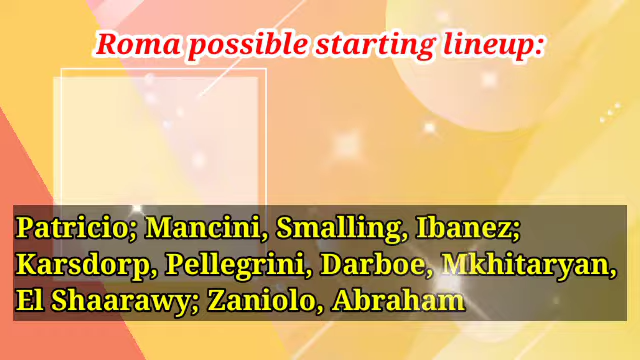 Roma possible starting lineup:
Patricio; Mancini, Smalling, Ibanez;
Karsdorp, Pellegrini, Darboe, Mkhitaryan,
El Shaarawy; Zaniolo, Abraham